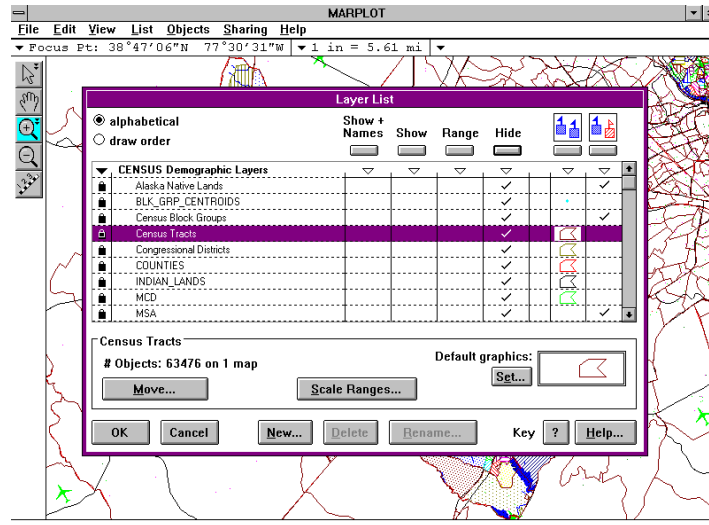 MARPLOT
File Edit View List Objects Sharing Help
Focus Pt: 38°47'06"N 77°30'31"W 1 in = 5.61 mi
Layer List
alphabetical
draw order
Show + Names Show Range Hide
CENSUS Demographic Layers
Alaska Native Lands
BLK_GRP_CENTROIDS
Census Block Groups
Census Tracts
Congressional Districts
COUNTIES
INDIAN_LANDS
MCD
MSA
Census Tracts
# Objects: 63476 on 1 map
Default graphics:
Set...
Move... Scale Ranges...
OK Cancel New... Delete Rename... Key ? Help...